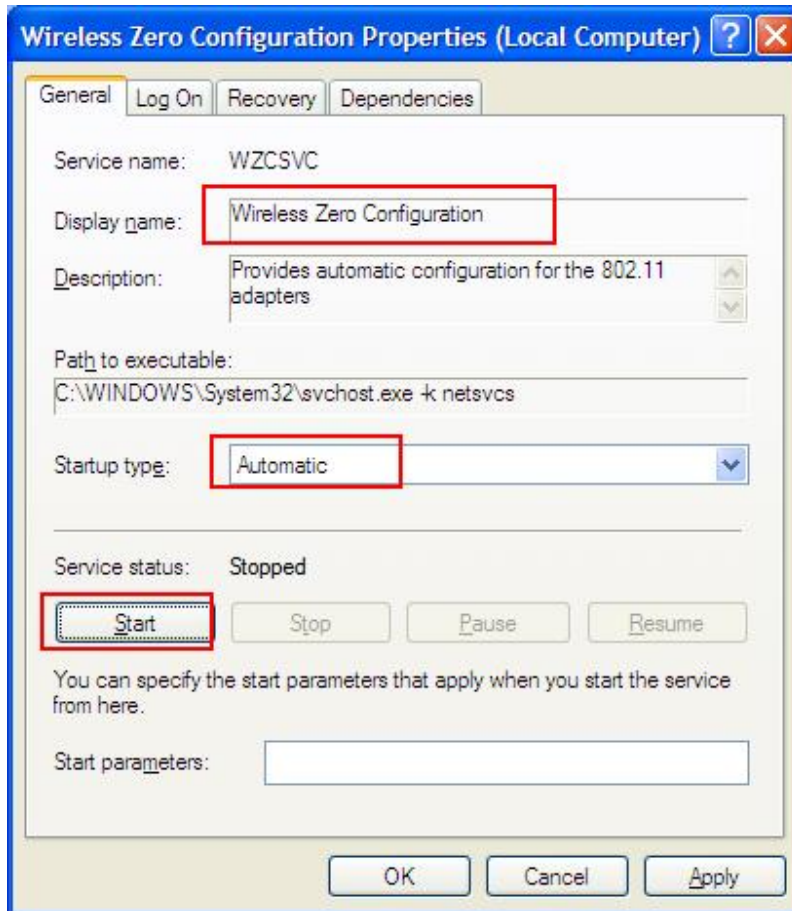 Wireless Zero Configuration Properties (Local Computer)
General Log On Recovery Dependencies
Service name: WZCSVC
Display name: Wireless Zero Configuration
Description: Provides automatic configuration for the 802.11
adapters
Path to executable:
C:\WINDOWS\System32\svchost.exe -k netsvcs
Startup type: Automatic
Service status: Stopped
Start Stop Pause Resume
You can specify the start parameters that apply when you start the service
from here.
Start parameters:
OK Cancel Apply